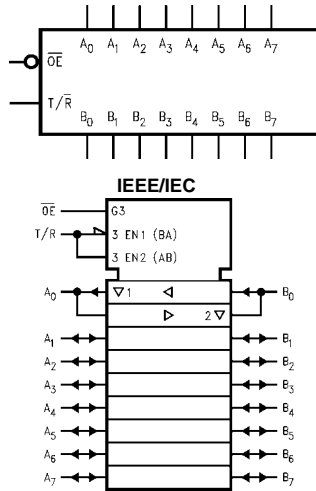 A0 A1 A2 A3 A4 A5 A6 A7
O̅E̅
T/R̅
B0 B1 B2 B3 B4 B5 B6 B7
IEEE/IEC
O̅E̅ G3
T/R 3 EN1 (BA)
3 EN2 (AB)
A0 ▽ 1 ◁ B0
▷ 2 ▽
A1 B1
A2 B2
A3 B3
A4 B4
A5 B5
A6 B6
A7 B7